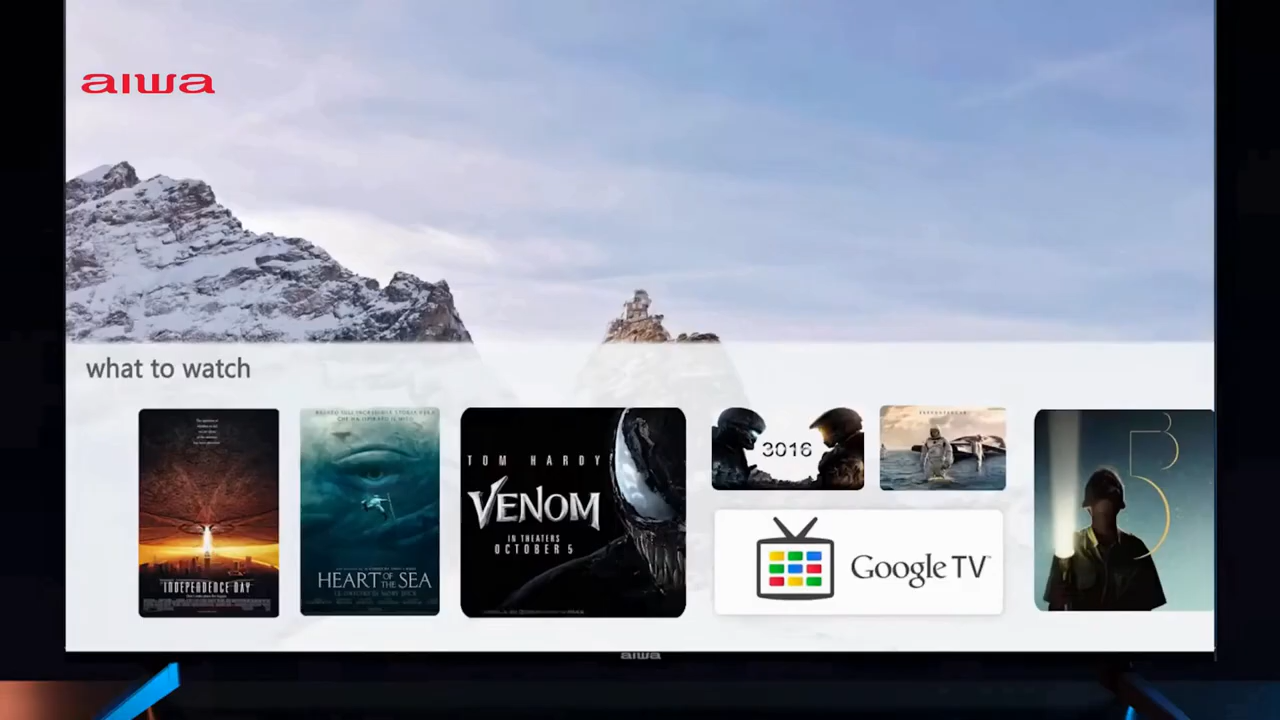 aiwa
what to watch
INDEPENDENCE DAY
HEART OF THE SEA
TOM HARDY
VENOM
IN THEATERS
OCTOBER 5
3016
Google TV
aiwa